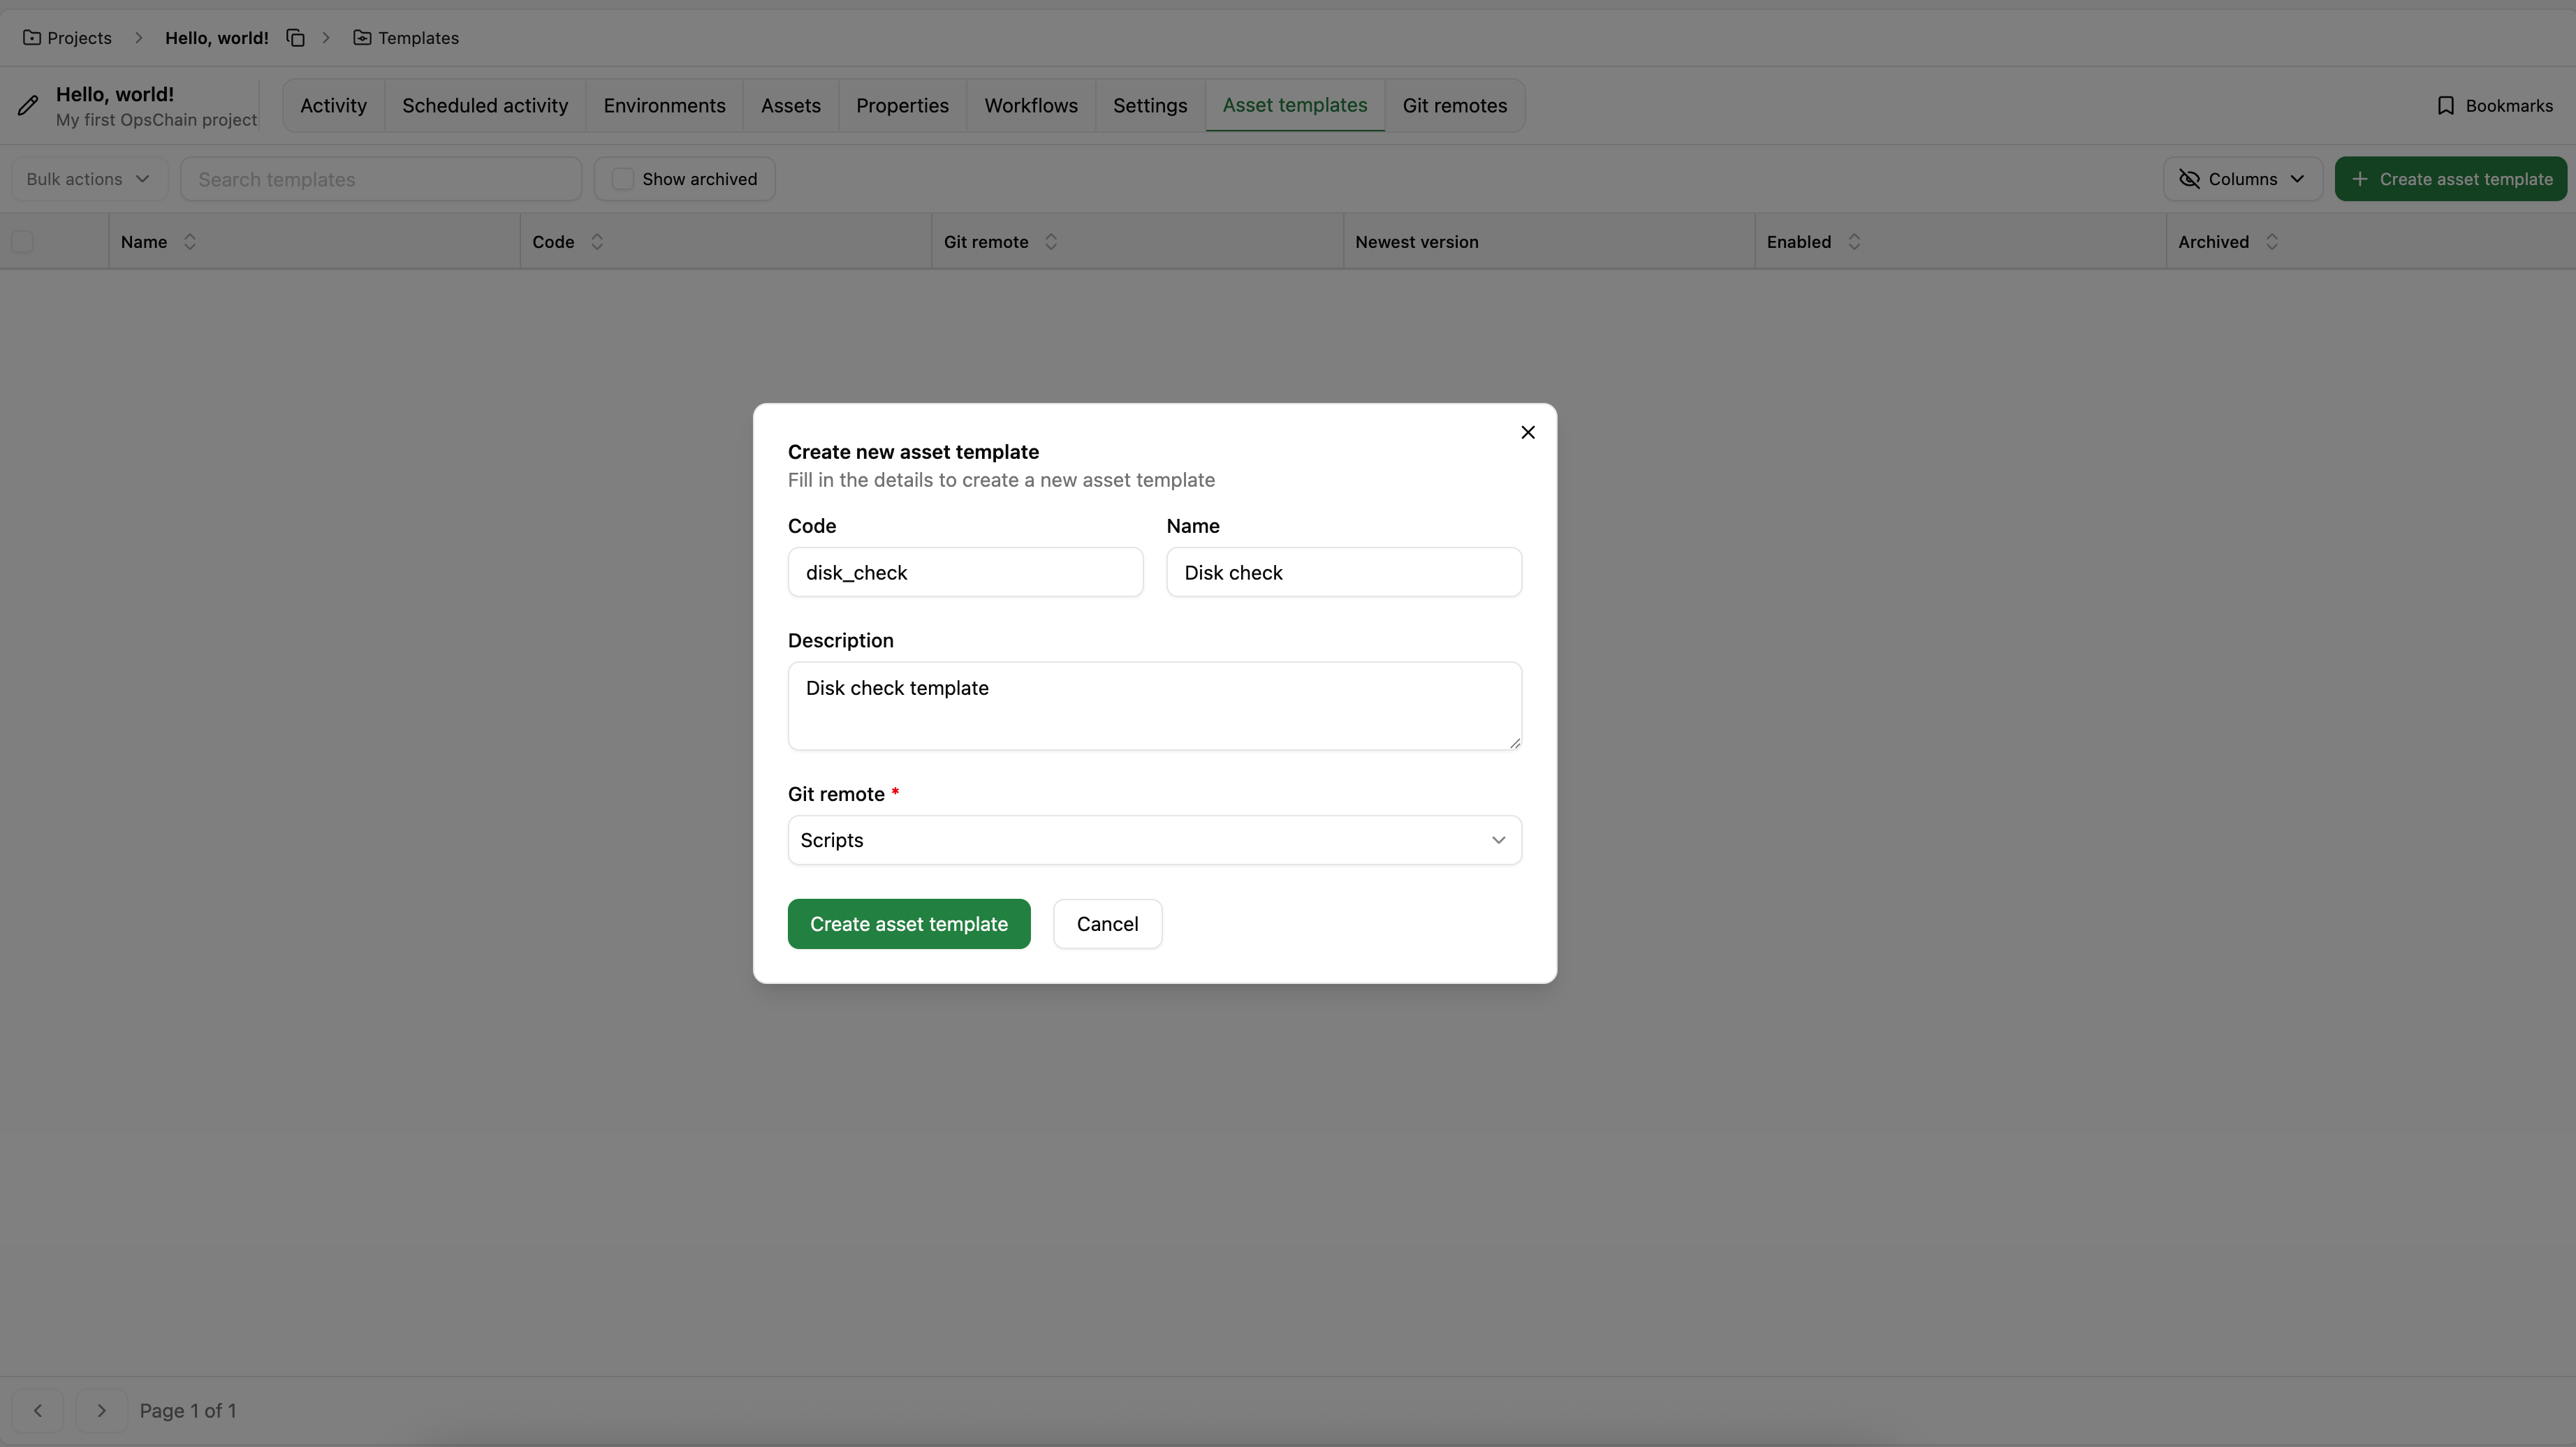 Projects > Hello, world! > Templates
Hello, world!
My first OpsChain project
Activity Scheduled activity Environments Assets Properties Workflows Settings Asset templates Git remotes
Bookmarks
Bulk actions Search templates Show archived Columns + Create asset template
Name Code Git remote Newest version Enabled Archived
Create new asset template
Fill in the details to create a new asset template
Code Name
disk_check Disk check
Description
Disk check template
Git remote *
Scripts
Create asset template Cancel
Page 1 of 1